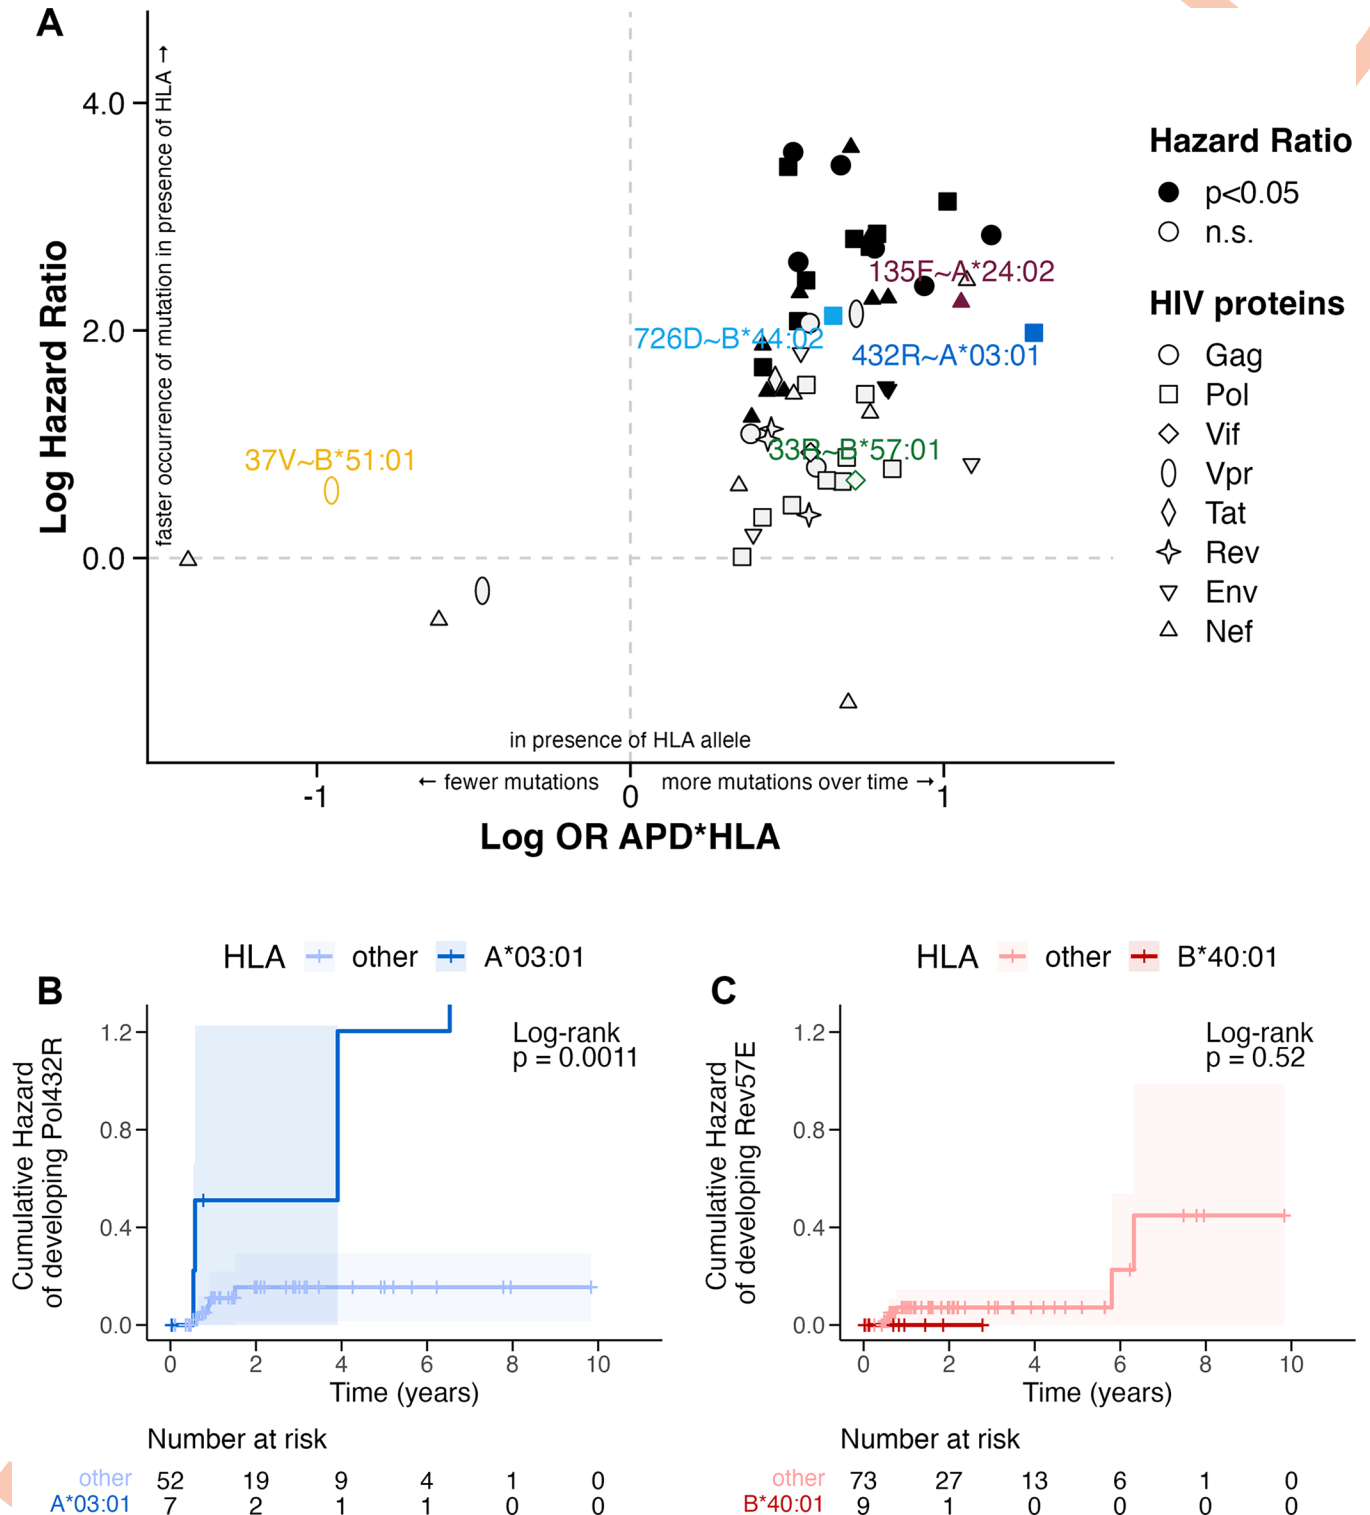 A
faster occurrence of mutation in presence of HLA →
Log Hazard Ratio
4.0
2.0
0.0
135F~A*24:02
726D~B*44:02
432R~A*03:01
33R~B*57:01
37V~B*51:01
in presence of HLA allele
← fewer mutations
more mutations over time →
-1
0
1
Log OR APD*HLA
Hazard Ratio
p<0.05
n.s.
HIV proteins
Gag
Pol
Vif
Vpr
Tat
Rev
Env
Nef
B
HLA other A*03:01
Cumulative Hazard
of developing Pol432R
1.2
0.8
0.4
0.0
Log-rank
p = 0.0011
0 2 4 6 8 10
Time (years)
Number at risk
other 52 19 9 4 1 0
A*03:01 7 2 1 1 0 0
C
HLA other B*40:01
Cumulative Hazard
of developing Rev57E
1.2
0.8
0.4
0.0
Log-rank
p = 0.52
0 2 4 6 8 10
Time (years)
Number at risk
other 73 27 13 6 1 0
B*40:01 9 1 0 0 0 0